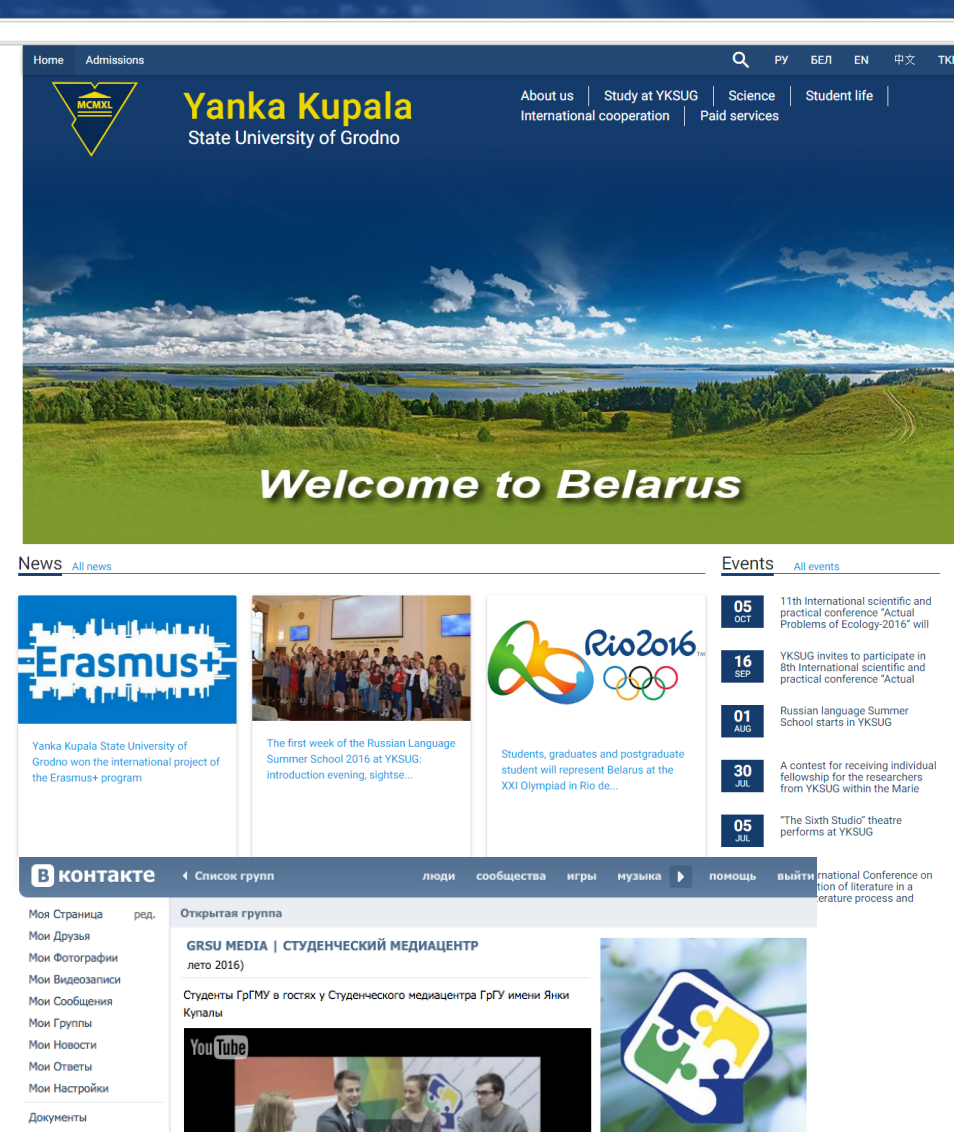 Home Admissions
РУ БЕЛ EN 中文
MCMXL
Yanka Kupala
State University of Grodno
About us Study at YKSUG Science Student life
International cooperation Paid services
Welcome to Belarus
News All news
Erasmus+
Yanka Kupala State University of
Grodno won the international project of
the Erasmus+ program
The first week of the Russian Language
Summer School 2016 at YKSUG:
introduction evening, sightse...
Rio2016
TM
Students, graduates and postgraduate
student will represent Belarus at the
XXI Olympiad in Rio de...
Events All events
05
OCT
11th International scientific and
practical conference “Actual
Problems of Ecology-2016” will
16
SEP
YKSUG invites to participate in
8th International scientific and
practical conference “Actual
01
AUG
Russian language Summer
School starts in YKSUG
30
JUL
A contest for receiving individual
fellowship for the researchers
from YKSUG within the Marie
05
JUL
“The Sixth Studio” theatre
performs at YKSUG
Conference on
of literature in a
process and
В КОНТАКТЕ Список групп люди сообщества игры музыка помощь выйти
Моя Страница ред.
Мои Друзья
Мои Фотографии
Мои Видеозаписи
Мои Сообщения
Мои Группы
Мои Новости
Мои Ответы
Мои Настройки
Документы
Открытая группа
GRSU MEDIA | СТУДЕНЧЕСКИЙ МЕДИАЦЕНТР
лето 2016)
Студенты ГрГМУ в гостях у Студенческого медиацентра ГрГУ имени Янки
Купалы
YouTube